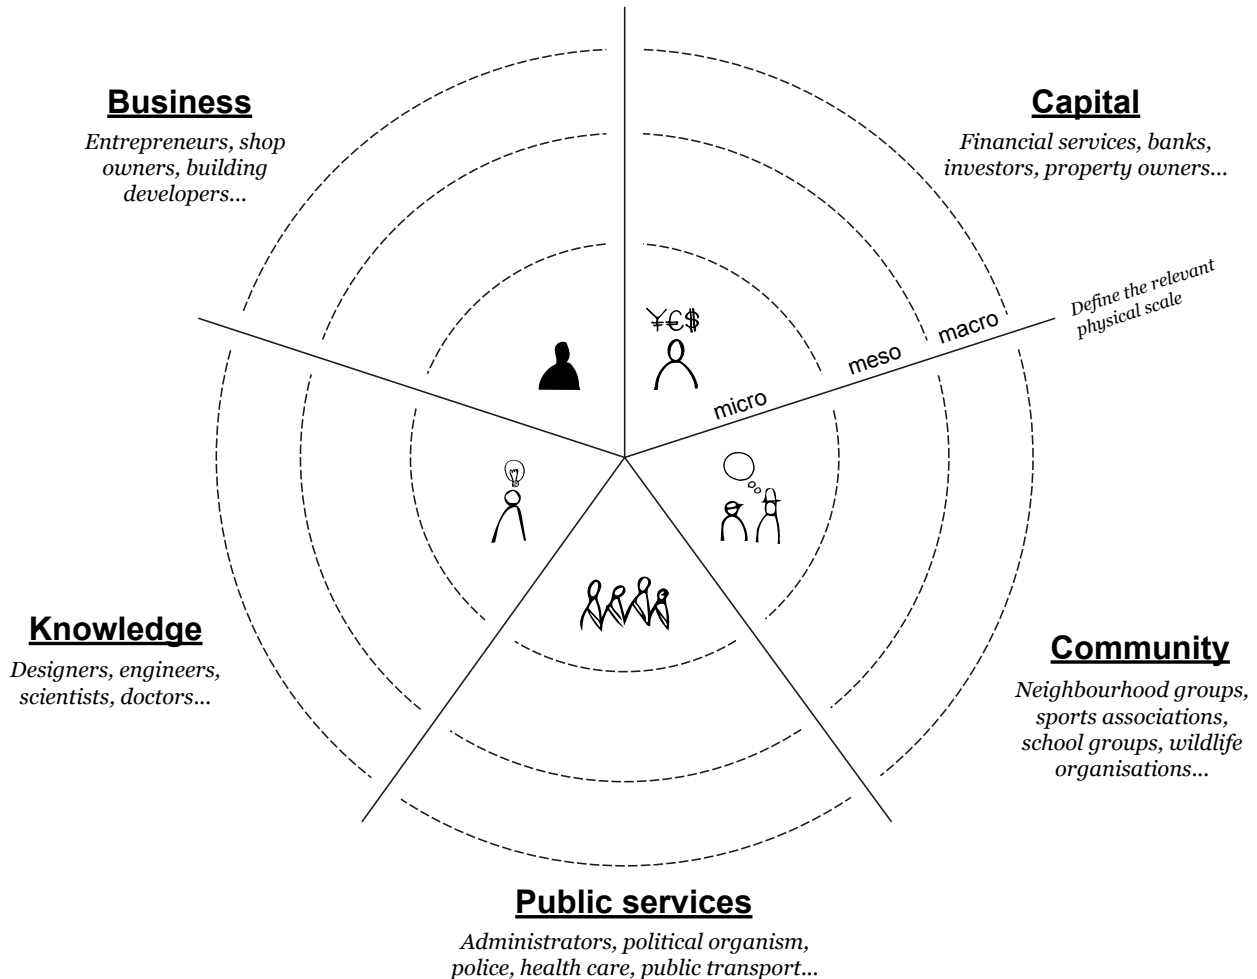 Business
Entrepreneurs, shop
owners, building
developers...
Capital
Financial services, banks,
investors, property owners...
Define the relevant
physical scale
macro
meso
micro
¥€$
Knowledge
Designers, engineers,
scientists, doctors...
Community
Neighbourhood groups,
sports associations,
school groups, wildlife
organisations...
Public services
Administrators, political organism,
police, health care, public transport...